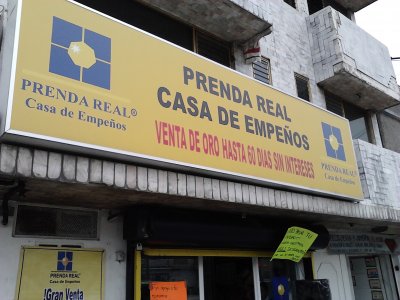 PRENDA REAL®
Casa de Empeños
PRENDA REAL
CASA DE EMPEÑOS
VENTA DE ORO HASTA 60 DIAS SIN INTERESES
PRENDA REAL
Casa de Empeños
PRENDA REAL
Casa de Empeños
!Gran Venta